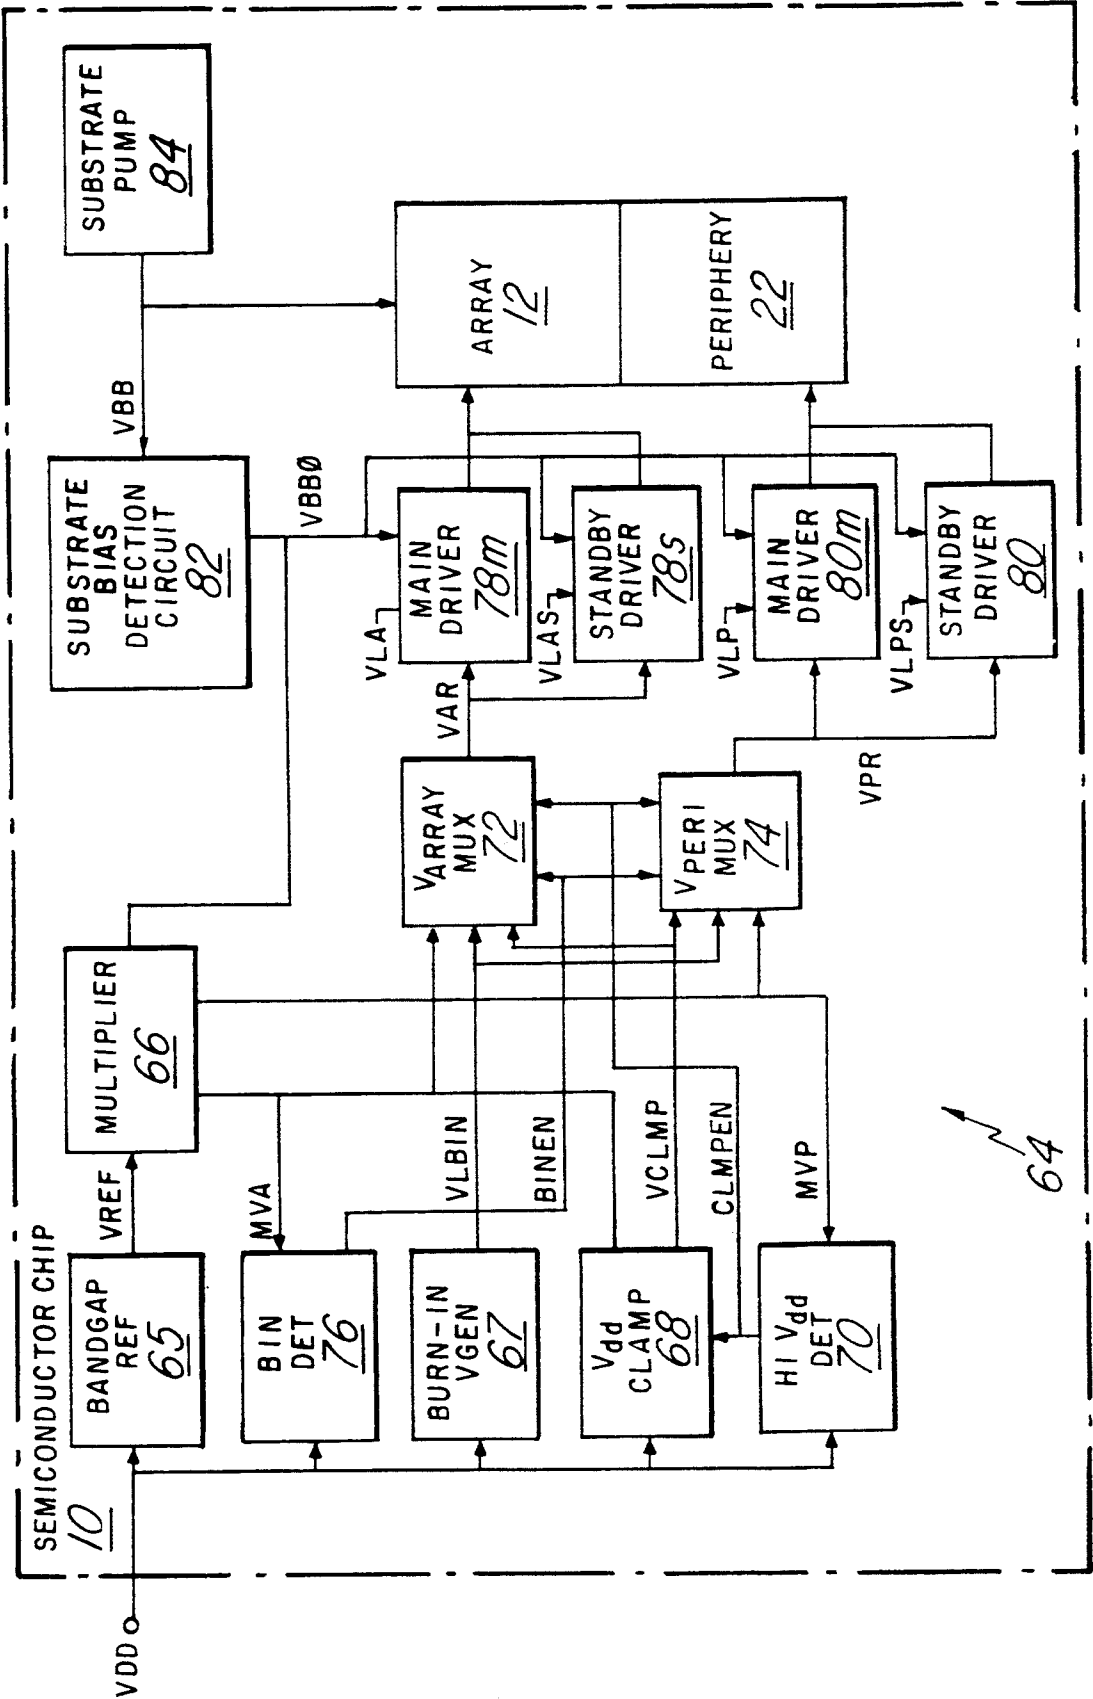 SEMICONDUCTOR CHIP
10
VDD
BANDGAP
REF
65
VREF
MULTIPLIER
66
SUBSTRATE
BIAS
DETECTION
CIRCUIT
82
VBB
SUBSTRATE
PUMP
84
VBBØ
BIN
DET
76
MVA
BURN-IN
VGEN
67
VLBIN
BINEN
Vdd
CLAMP
68
VCLMP
CLMPEN
HI Vdd
DET
70
MVP
VARRAY
MUX
72
VAR
VPERI
MUX
74
VPR
VLA
MAIN
DRIVER
78m
VLAS
STANDBY
DRIVER
78s
VLP
MAIN
DRIVER
80m
VLPS
STANDBY
DRIVER
80
ARRAY
12
PERIPHERY
22
64